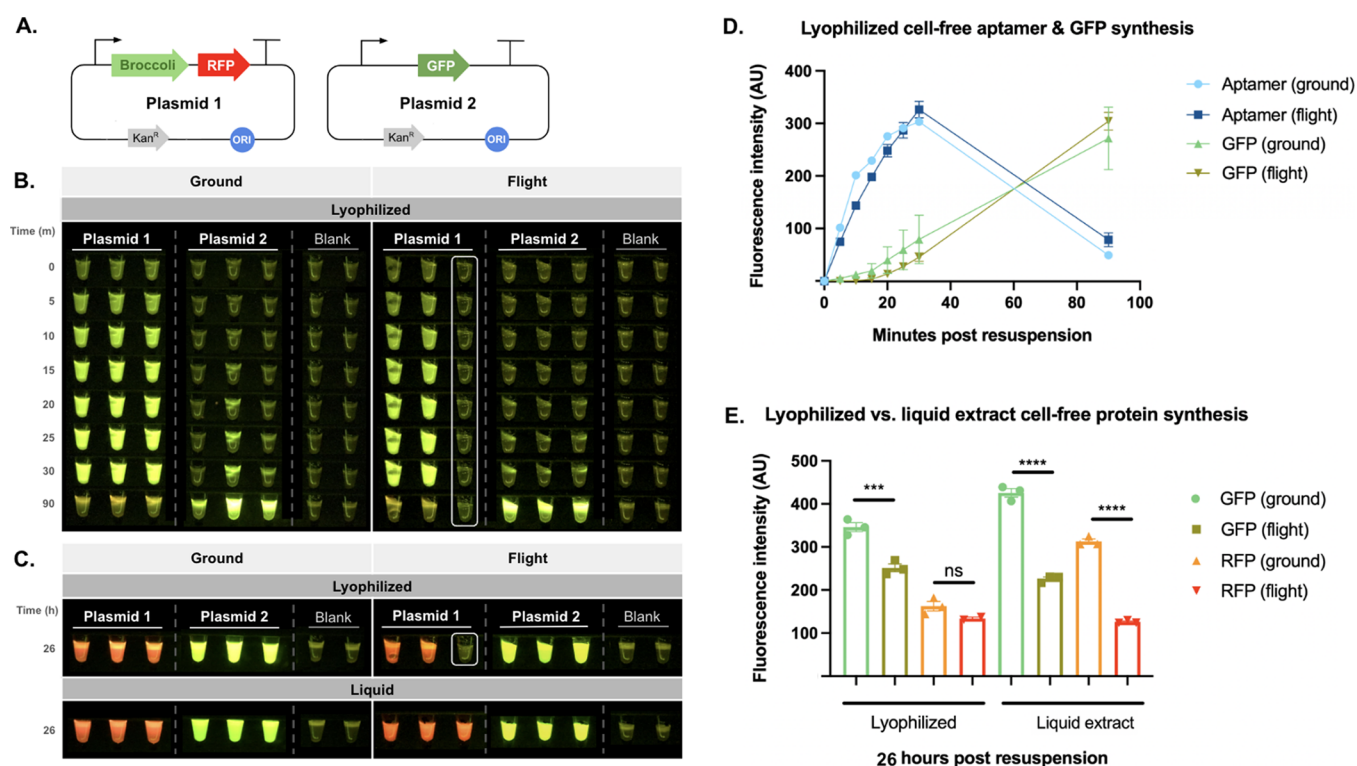 A.
Broccoli RFP
Plasmid 1
Kan^R ORI
GFP
Plasmid 2
Kan^R ORI
B.
Ground Flight
Lyophilized
Time (m)
Plasmid 1 Plasmid 2 Blank Plasmid 1 Plasmid 2 Blank
0
5
10
15
20
25
30
90
C.
Ground Flight
Lyophilized
Time (h)
Plasmid 1 Plasmid 2 Blank Plasmid 1 Plasmid 2 Blank
26
Liquid
26
D. Lyophilized cell-free aptamer & GFP synthesis
Fluorescence intensity (AU)
400
300
200
100
0 20 40 60 80 100
Minutes post resuspension
Aptamer (ground)
Aptamer (flight)
GFP (ground)
GFP (flight)
E. Lyophilized vs. liquid extract cell-free protein synthesis
Fluorescence intensity (AU)
500
400
300
200
100
*** ns **** ****
Lyophilized Liquid extract
26 hours post resuspension
GFP (ground)
GFP (flight)
RFP (ground)
RFP (flight)